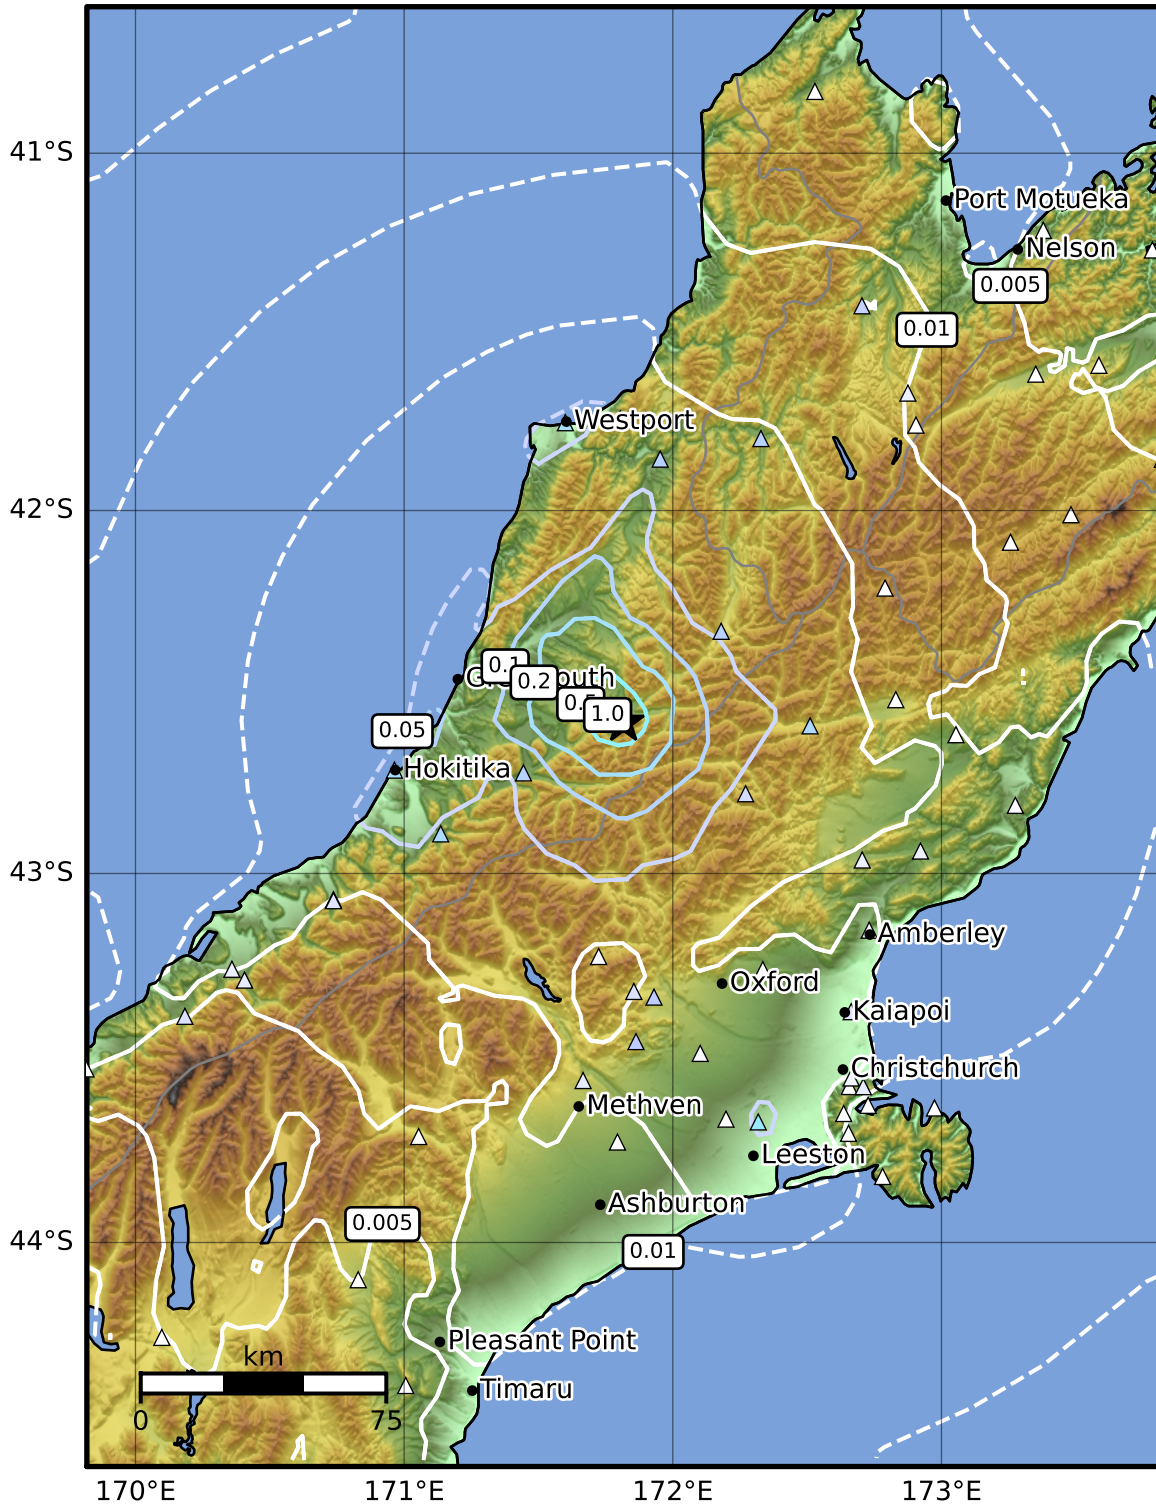 41°S
Port Motueka
Nelson
0.005
0.01
Westport
42°S
0.1
0.2
1.0
0.05
Hokitika
43°S
Amberley
Oxford
Kaiapoi
Christchurch
Methven
Leeston
Ashburton
0.005
44°S
0.01
Pleasant Point
km
Timaru
0
75
170°E
171°E
172°E
173°E